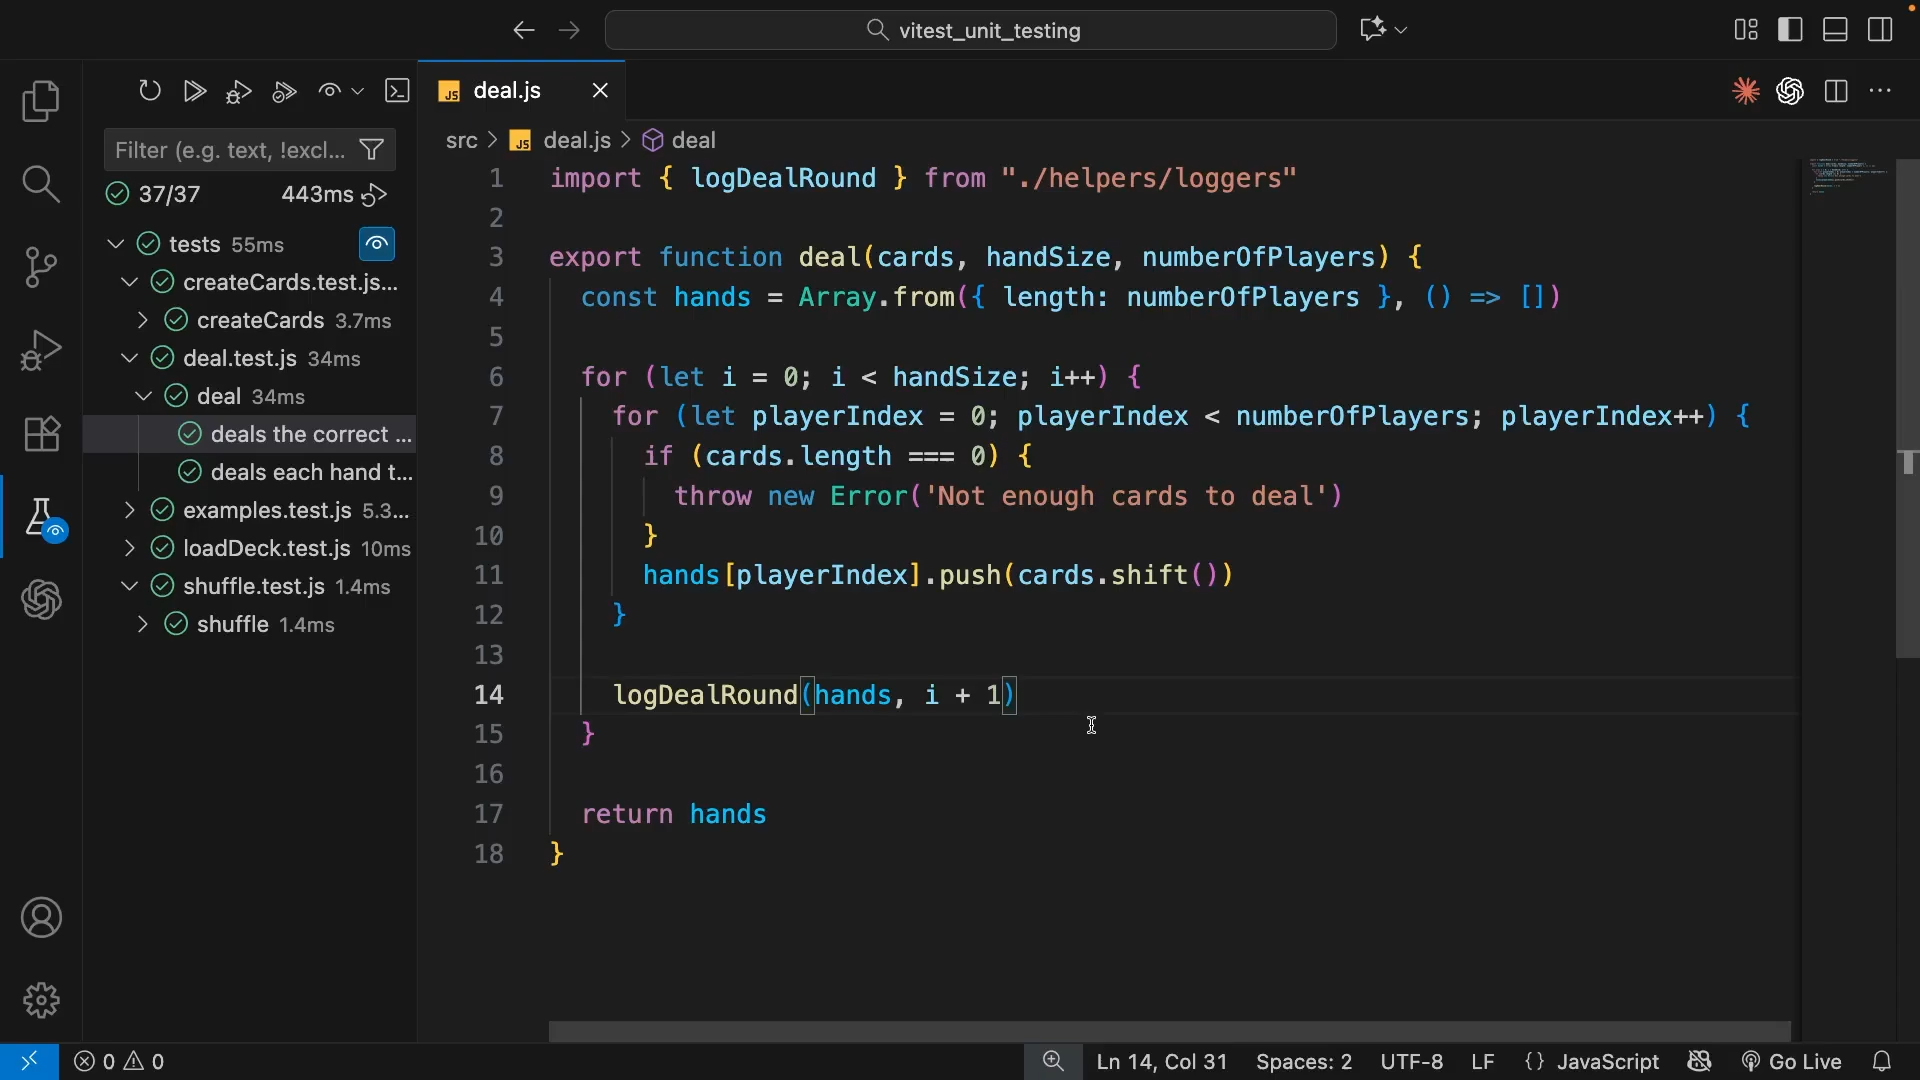 vitest_unit_testing
deal.js
Filter (e.g. text, !excl...
37/37 443ms
tests 55ms
createCards.test.js...
createCards 3.7ms
deal.test.js 34ms
deal 34ms
deals the correct ...
deals each hand t...
examples.test.js 5.3...
loadDeck.test.js 10ms
shuffle.test.js 1.4ms
shuffle 1.4ms
src > JS deal.js > deal
1 import { logDealRound } from "./helpers/loggers"
2
3 export function deal(cards, handSize, numberOfPlayers) {
4 const hands = Array.from({ length: numberOfPlayers }, () => [])
5
6 for (let i = 0; i < handSize; i++) {
7 for (let playerIndex = 0; playerIndex < numberOfPlayers; playerIndex++) {
8 if (cards.length === 0) {
9 throw new Error('Not enough cards to deal')
10 }
11 hands[playerIndex].push(cards.shift())
12 }
13
14 logDealRound(hands, i + 1)
15 }
16
17 return hands
18 }
0 0
Ln 14, Col 31 Spaces: 2 UTF-8 LF {} JavaScript Go Live